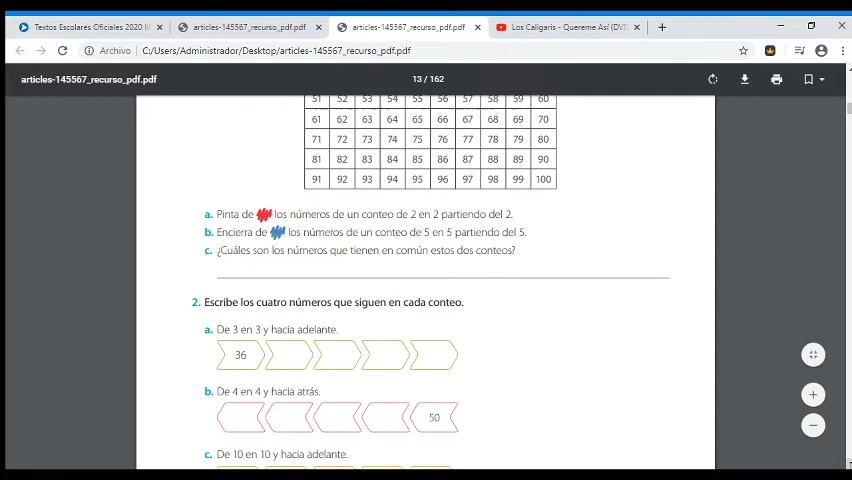 Textos Escolares Oficiales 2020 li
articles-145567_recurso_pdf.pdf
articles-145567_recurso_pdf.pdf
Los Caligaris - Quereme Así (DVD
Archivo
C:/Users/Administrador/Desktop/articles-145567_recurso_pdf.pdf
articles-145567_recurso_pdf.pdf
13 / 162
51 52 53 54 55 56 57 58 59 60
61 62 63 64 65 66 67 68 69 70
71 72 73 74 75 76 77 78 79 80
81 82 83 84 85 86 87 88 89 90
91 92 93 94 95 96 97 98 99 100
a. Pinta de los números de un conteo de 2 en 2 partiendo del 2.
b. Encierra de los números de un conteo de 5 en 5 partiendo del 5.
c. ¿Cuáles son los números que tienen en común estos dos conteos?
2. Escribe los cuatro números que siguen en cada conteo.
a. De 3 en 3 y hacia adelante.
36
b. De 4 en 4 y hacia atrás.
50
c. De 10 en 10 y hacia adelante.